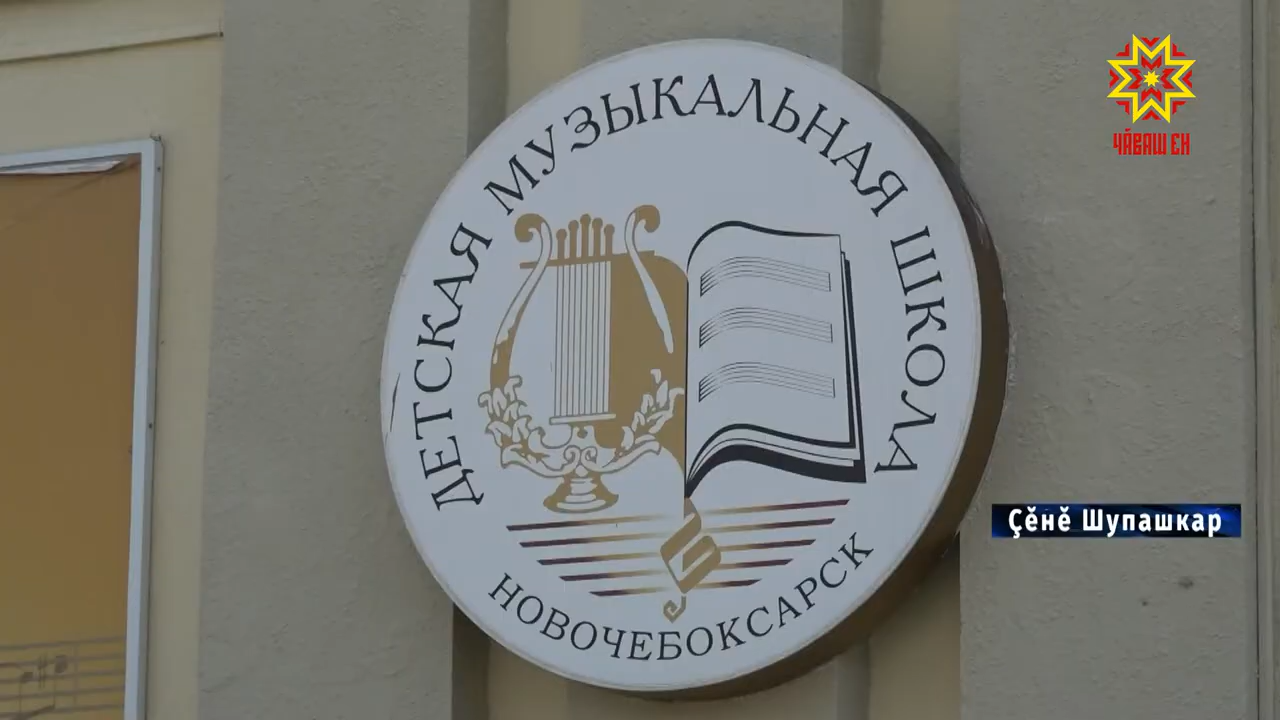 ЧӐВАШ ЕН
ДЕТСКАЯ МУЗЫКАЛЬНАЯ ШКОЛА
НОВОЧЕБОКСАРСК
Ҫӗнӗ Шупашкар